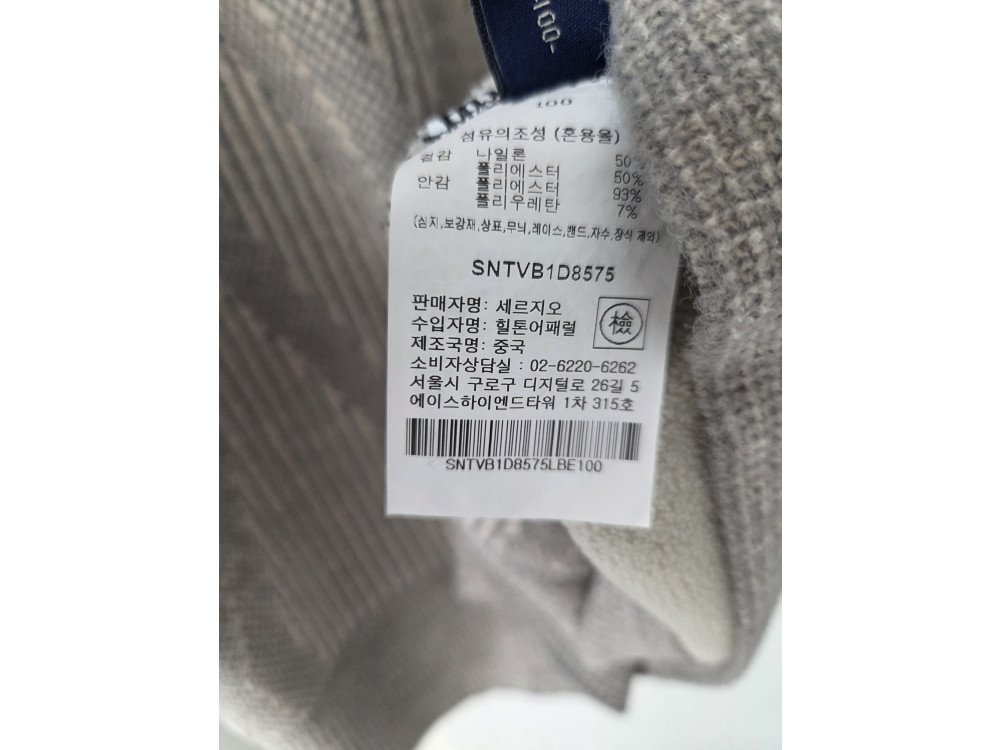 -100-
100
섬유의조성 (혼용율)
겉감 나일론 50%
폴리에스터 50%
안감 폴리에스터 93%
폴리우레탄 7%
(심지,보강재,상표,무늬,레이스,밴드,자수,장식 제외)
SNTVB1D8575
판매자명: 세르지오
수입자명: 힐튼어패럴
제조국명: 중국
檢
소비자상담실 : 02-6220-6262
서울시 구로구 디지털로 26길 5
에이스하이엔드타워 1차 315호
SNTVB1D8575LBE100